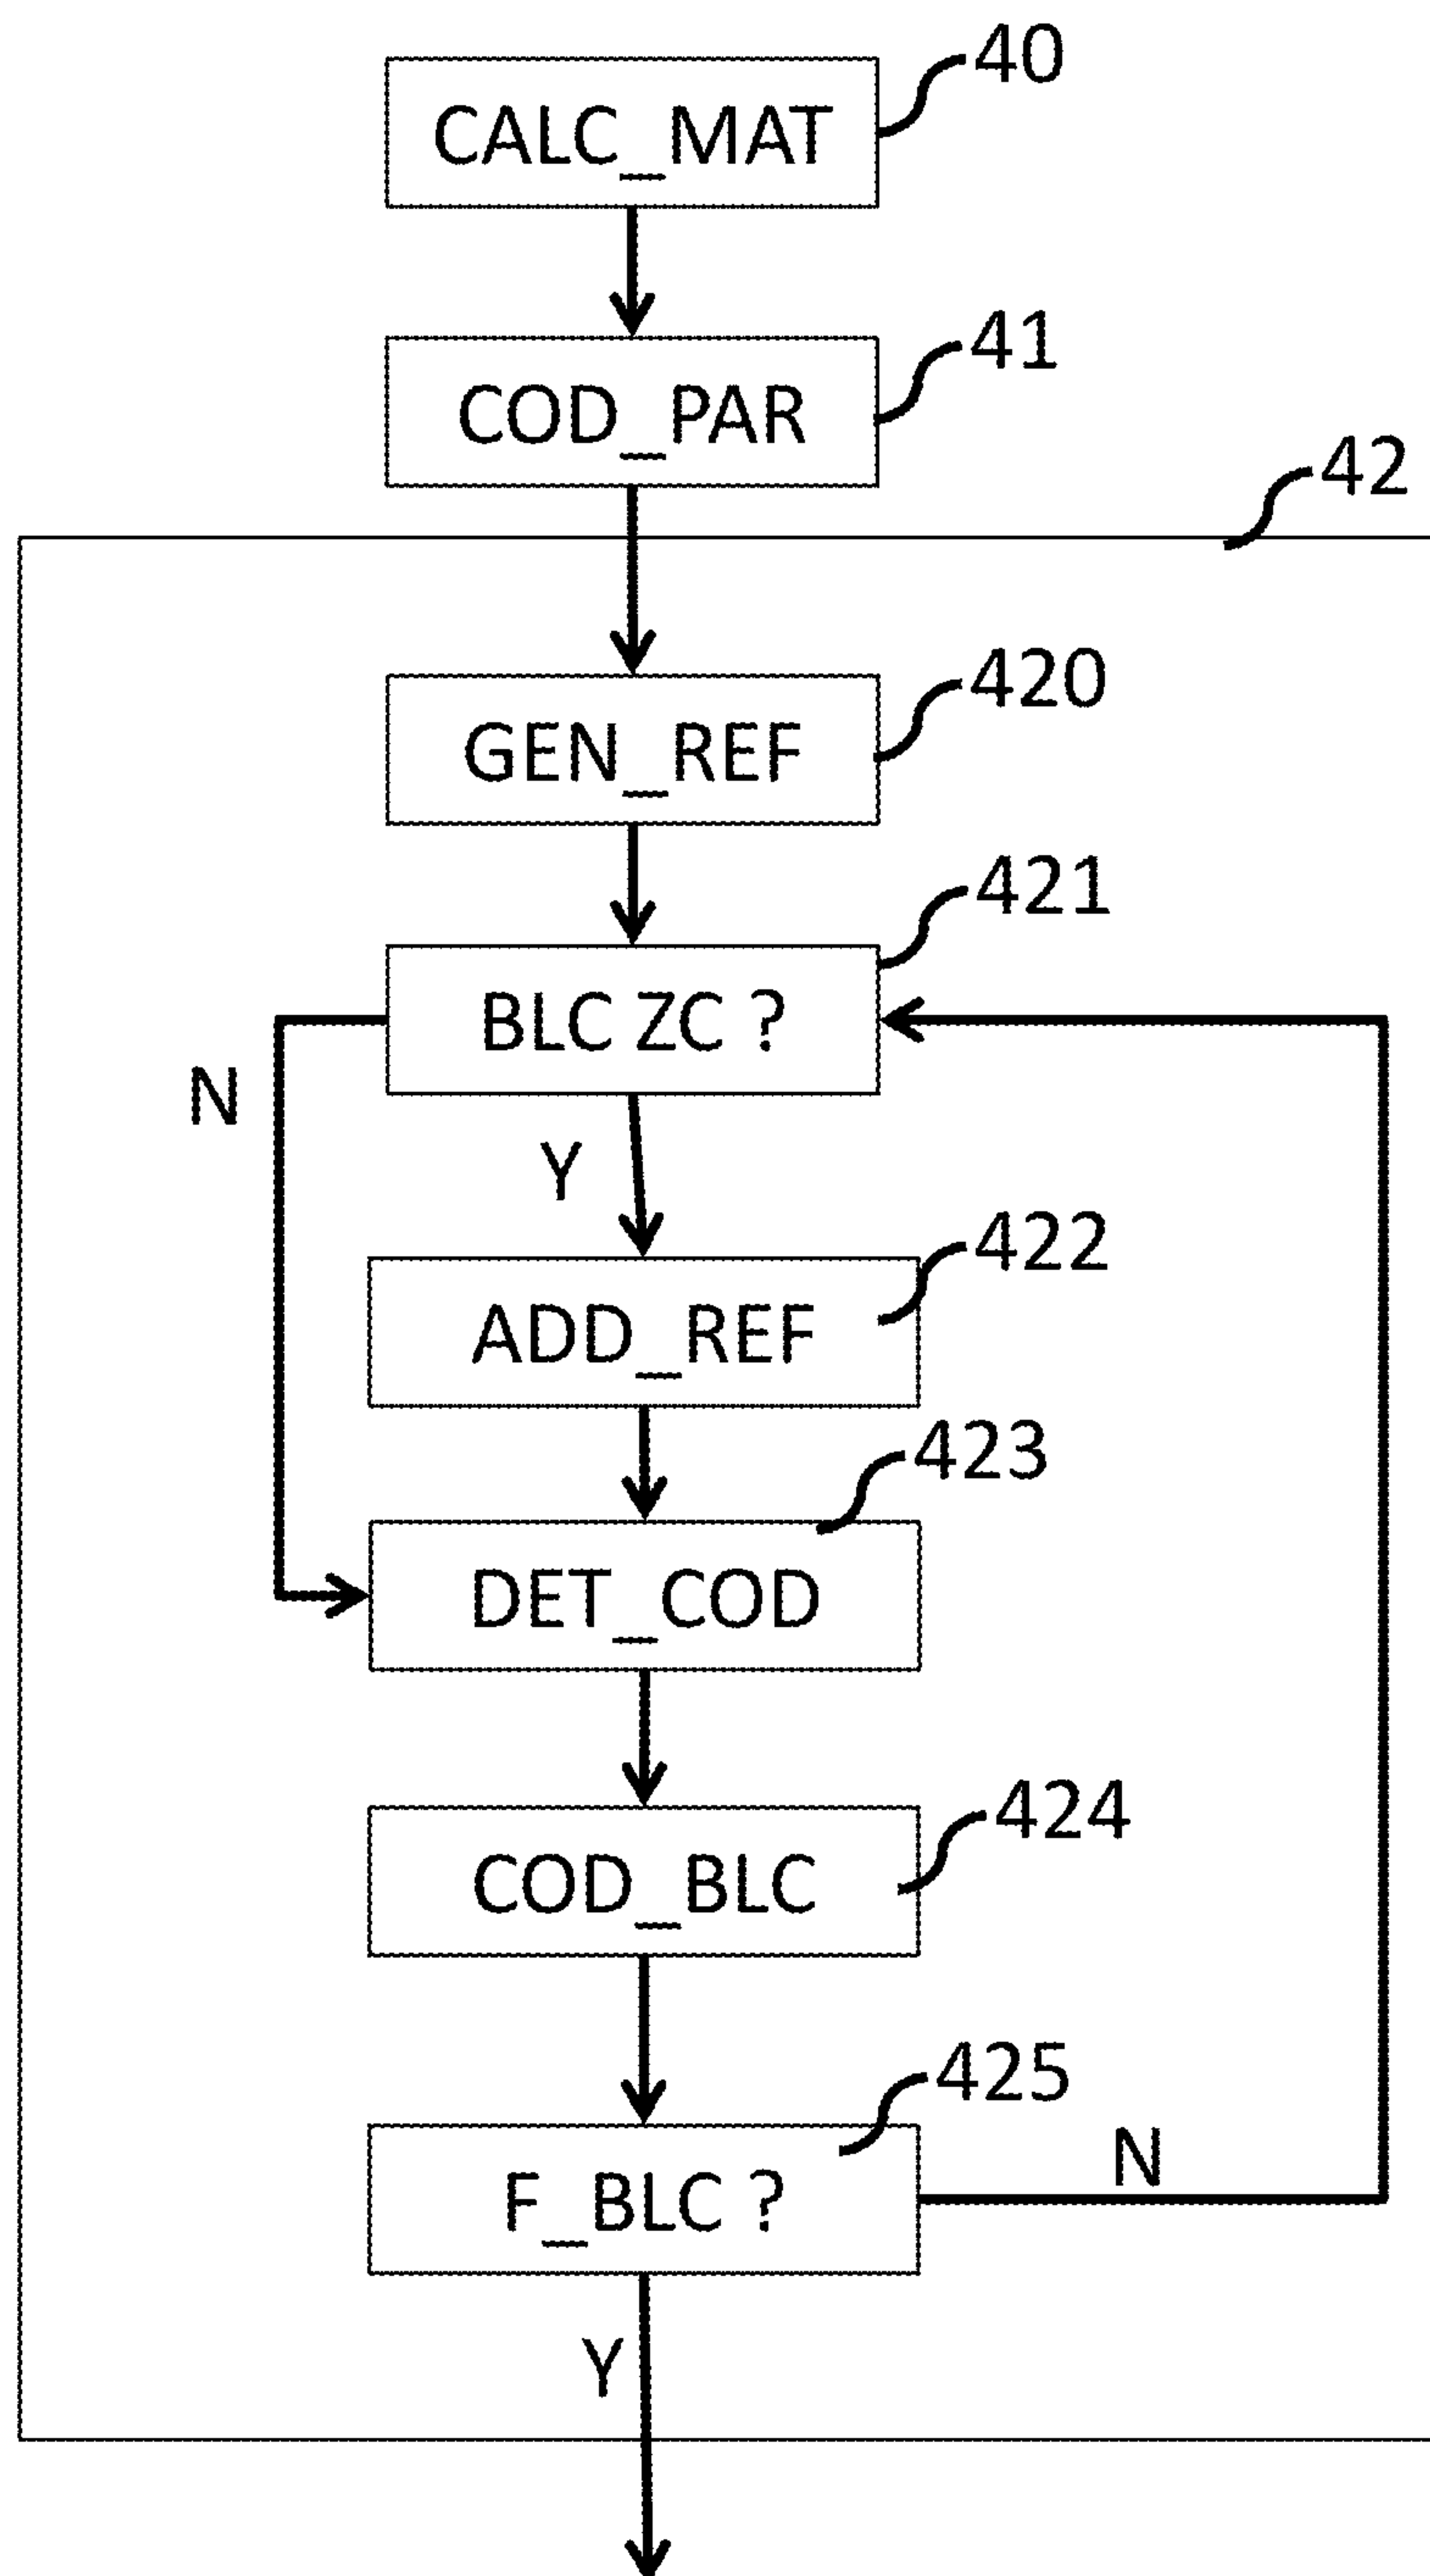 40
CALC_MAT
41
COD_PAR
42
420
GEN_REF
421
BLC ZC ?
N
Y
422
ADD_REF
423
DET_COD
424
COD_BLC
425
F_BLC ?
N
Y